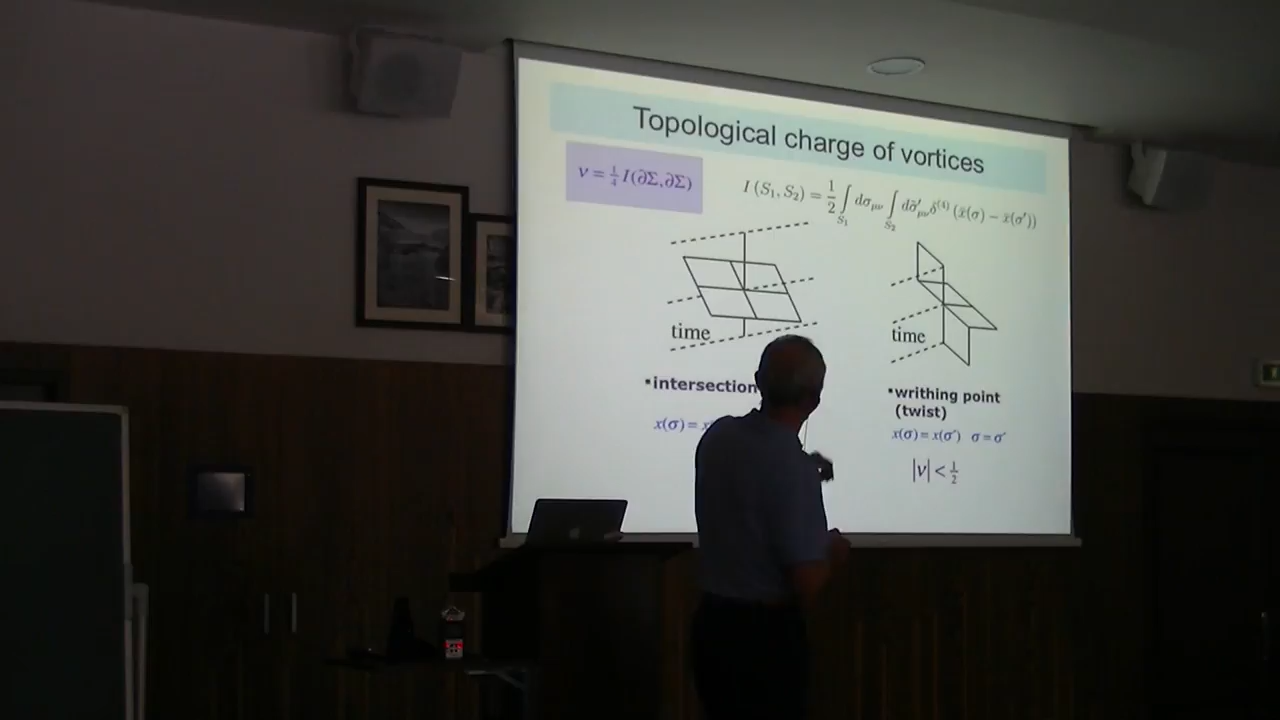 Topological charge of vortices
ν = 1/4 I(∂Σ,∂Σ)
I (S₁, S₂) = 1/2 ∫_{S₁} dσ_{μν} ∫_{S₂} dσ̃'_{μν} δ⁽⁴⁾ (x̄(σ) − x̄(σ'))
time
time
▪intersection
x(σ) = x
▪writhing point
(twist)
x(σ) = x(σ') σ = σ'
|ν| < 1/2